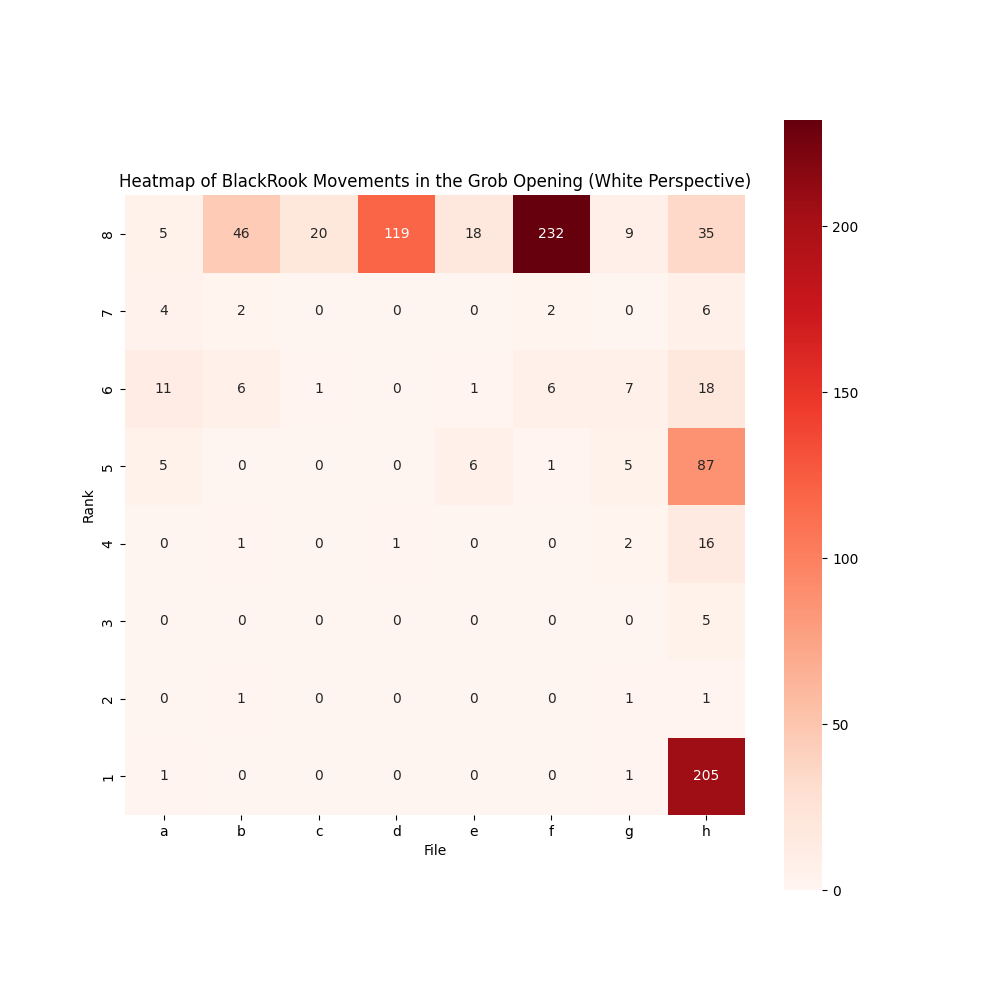 Heatmap of BlackRook Movements in the Grob Opening (White Perspective)
8 5 46 20 119 18 232 9 35
7 4 2 0 0 0 2 0 6
6 11 6 1 0 1 6 7 18
5 5 0 0 0 6 1 5 87
4 0 1 0 1 0 0 2 16
3 0 0 0 0 0 0 0 5
2 0 1 0 0 0 0 1 1
1 1 0 0 0 0 0 1 205
a b c d e f g h
File
Rank
200
150
100
50
0